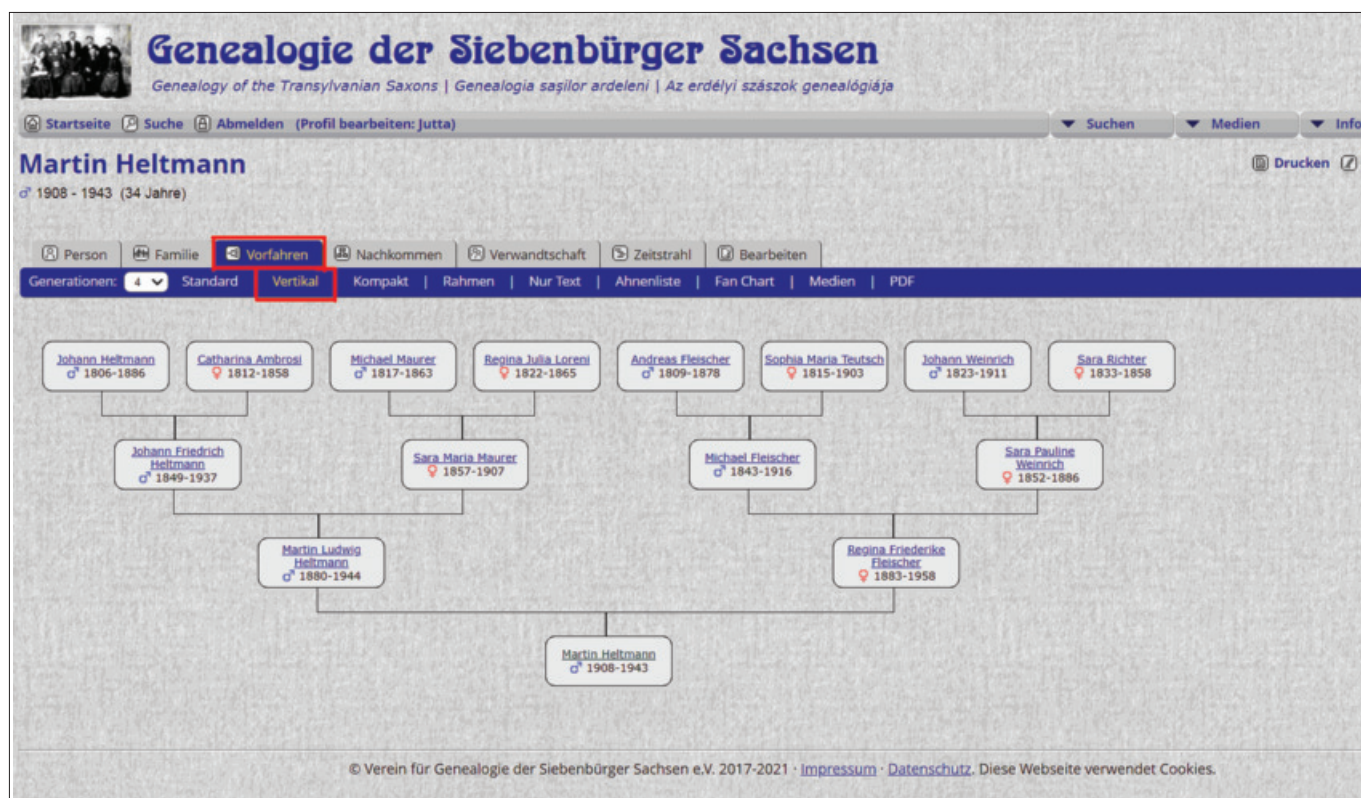 Genealogie der Siebenbürger Sachsen
Genealogy of the Transylvanian Saxons | Genealogia sașilor ardeleni | Az erdélyi szászok genealógiája
Startseite Suche Abmelden (Profil bearbeiten: Jutta) Suchen Medien Info
Martin Heltmann
Drucken
♂ 1908 - 1943 (34 Jahre)
Person Familie Vorfahren Nachkommen Verwandtschaft Zeitstrahl Bearbeiten
Generationen: 4 Standard Vertikal Kompakt | Rahmen | Nur Text | Ahnenliste | Fan Chart | Medien | PDF
Johann Heltmann
♂ 1806-1886
Catharina Ambrosi
♀ 1812-1858
Michael Maurer
♂ 1817-1863
Regina Julia Loreni
♀ 1822-1865
Andreas Fleischer
♂ 1809-1878
Sophia Maria Teutsch
♀ 1815-1903
Johann Weinrich
♂ 1823-1911
Sara Richter
♀ 1833-1858
Johann Friedrich
Heltmann
♂ 1849-1937
Sara Maria Maurer
♀ 1857-1907
Michael Fleischer
♂ 1843-1916
Sara Pauline
Weinrich
♀ 1852-1886
Martin Ludwig
Heltmann
♂ 1880-1944
Regina Friederike
Fleischer
♀ 1883-1958
Martin Heltmann
♂ 1908-1943
© Verein für Genealogie der Siebenbürger Sachsen e.V. 2017-2021 · Impressum · Datenschutz. Diese Webseite verwendet Cookies.